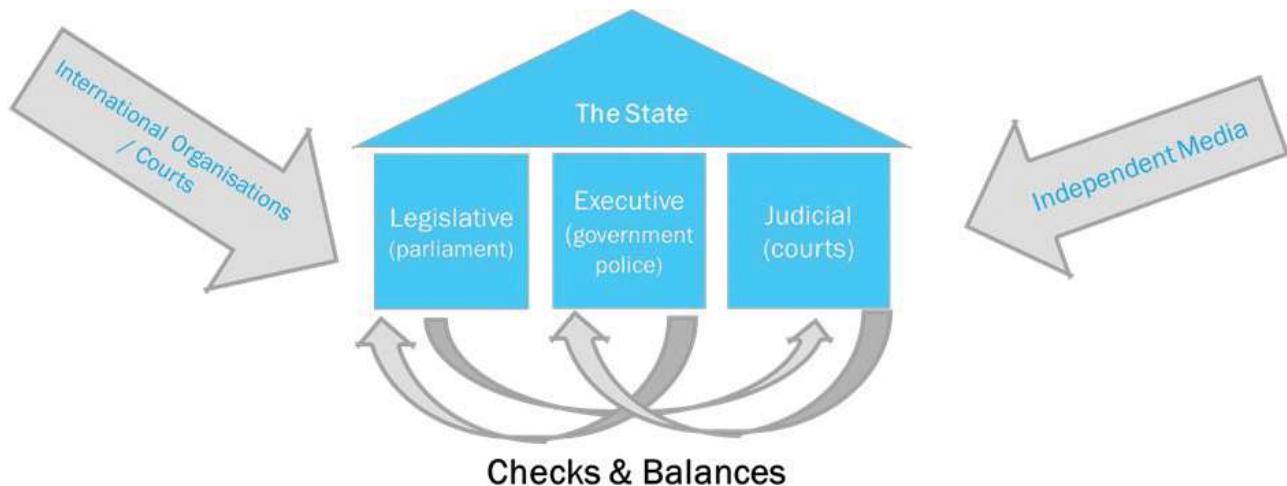 International Organisations
/ Courts
The State
Independent Media
Legislative
(parliament)
Executive
(government
police)
Judicial
(courts)
Checks & Balances